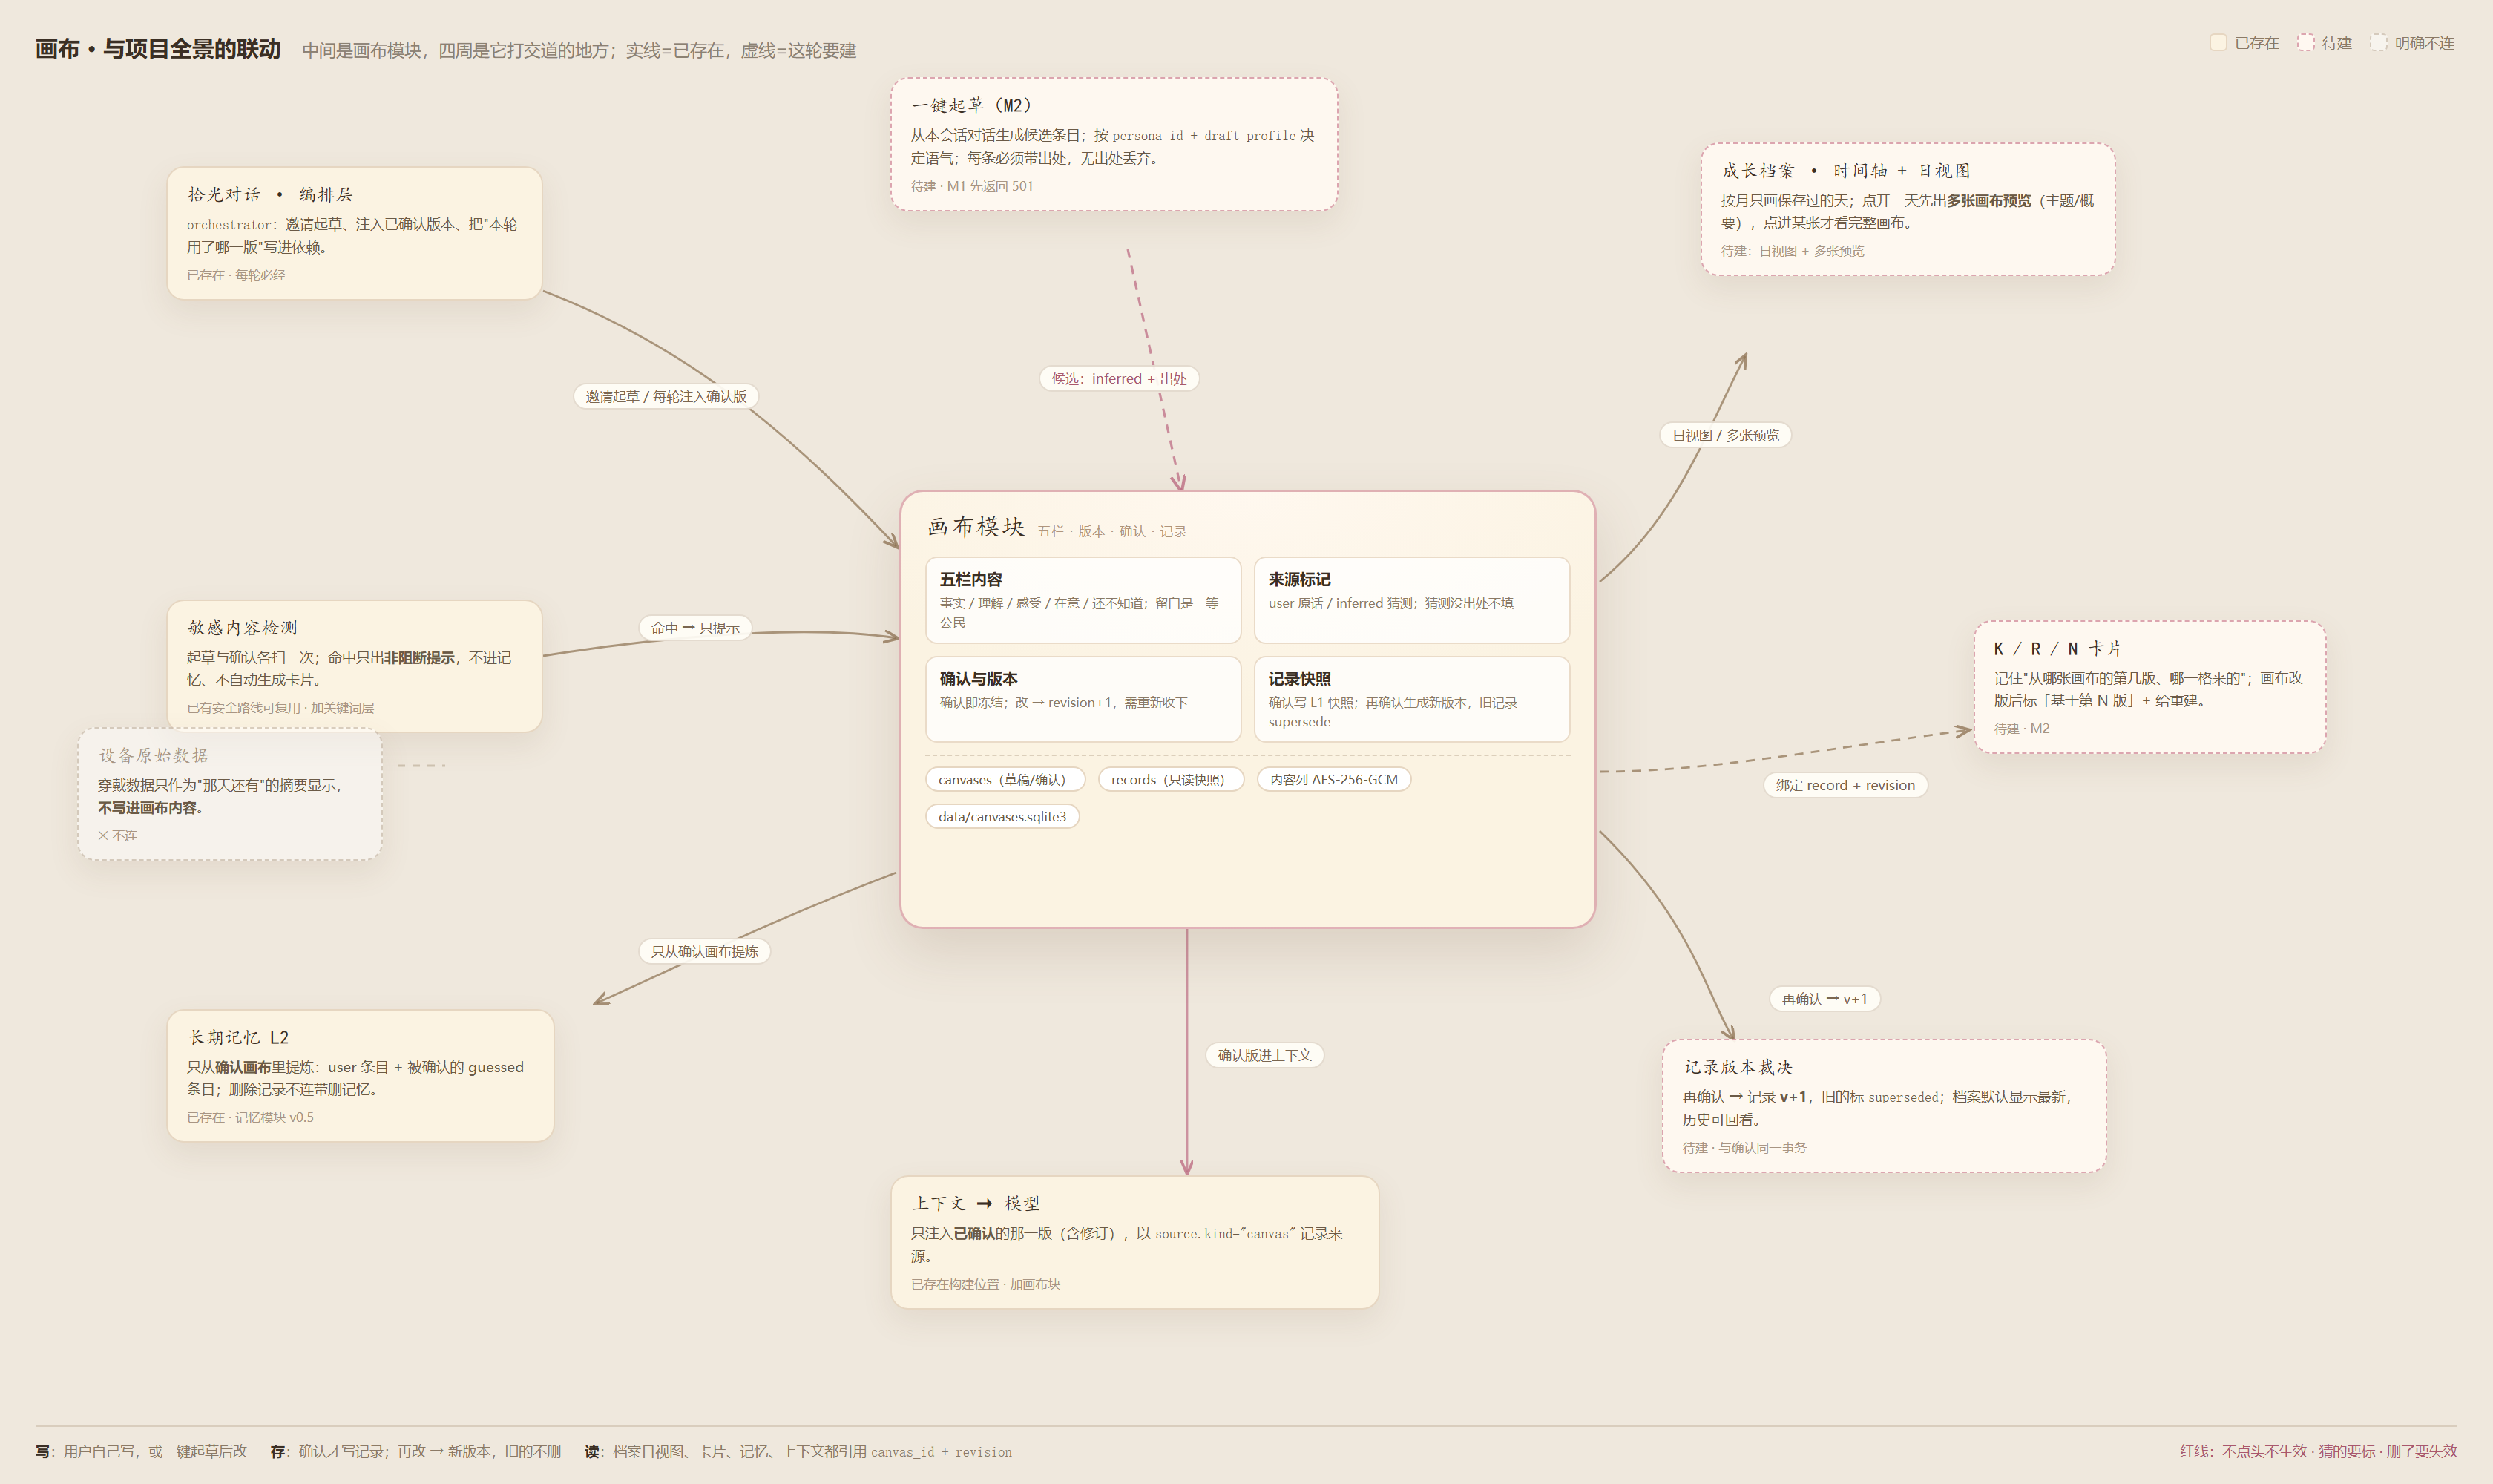 画布 · 与项目全景的联动
中间是画布模块，四周是它打交道的地方；实线=已存在，虚线=这轮要建
已存在
待建
明确不连
一键起草（M2）
从本会话对话生成候选条目；按 persona_id + draft_profile 决
定语气；每条必须带出处，无出处丢弃。
待建 · M1 先返回 501
拾光对话 · 编排层
orchestrator：邀请起草、注入已确认版本、把"本轮
用了哪一版"写进依赖。
已存在 · 每轮必经
成长档案 · 时间轴 + 日视图
按月只画保存过的天；点开一天先出多张画布预览（主题/概
要），点进某张才看完整画布。
待建：日视图 + 多张预览
邀请起草 / 每轮注入确认版
候选：inferred + 出处
日视图 / 多张预览
画布模块 五栏 · 版本 · 确认 · 记录
五栏内容
事实 / 理解 / 感受 / 在意 / 还不知道；留白是一等
公民
来源标记
user 原话 / inferred 猜测；猜测没出处不填
确认与版本
确认即冻结；改 → revision+1，需重新收下
记录快照
确认写 L1 快照；再确认生成新版本，旧记录
supersede
canvases（草稿/确认）
records（只读快照）
内容列 AES-256-GCM
data/canvases.sqlite3
敏感内容检测
起草与确认各扫一次；命中只出非阻断提示，不进记
忆、不自动生成卡片。
已有安全路线可复用 · 加关键词层
命中 → 只提示
设备原始数据
穿戴数据只作为"那天还有"的摘要显示，
不写进画布内容。
× 不连
K / R / N 卡片
记住"从哪张画布的第几版、哪一格来的"；画布改
版后标「基于第 N 版」+ 给重建。
待建 · M2
绑定 record + revision
只从确认画布提炼
长期记忆 L2
只从确认画布里提炼：user 条目 + 被确认的 guessed
条目；删除记录不连带删记忆。
已存在 · 记忆模块 v0.5
确认版进上下文
再确认 → v+1
记录版本裁决
再确认 → 记录 v+1，旧的标 superseded；档案默认显示最新，
历史可回看。
待建 · 与确认同一事务
上下文 → 模型
只注入已确认的那一版（含修订），以 source.kind="canvas" 记录来
源。
已存在构建位置 · 加画布块
写：用户自己写，或一键起草后改 存：确认才写记录；再改 → 新版本，旧的不删 读：档案日视图、卡片、记忆、上下文都引用 canvas_id + revision
红线：不点头不生效 · 猜的要标 · 删了要失效